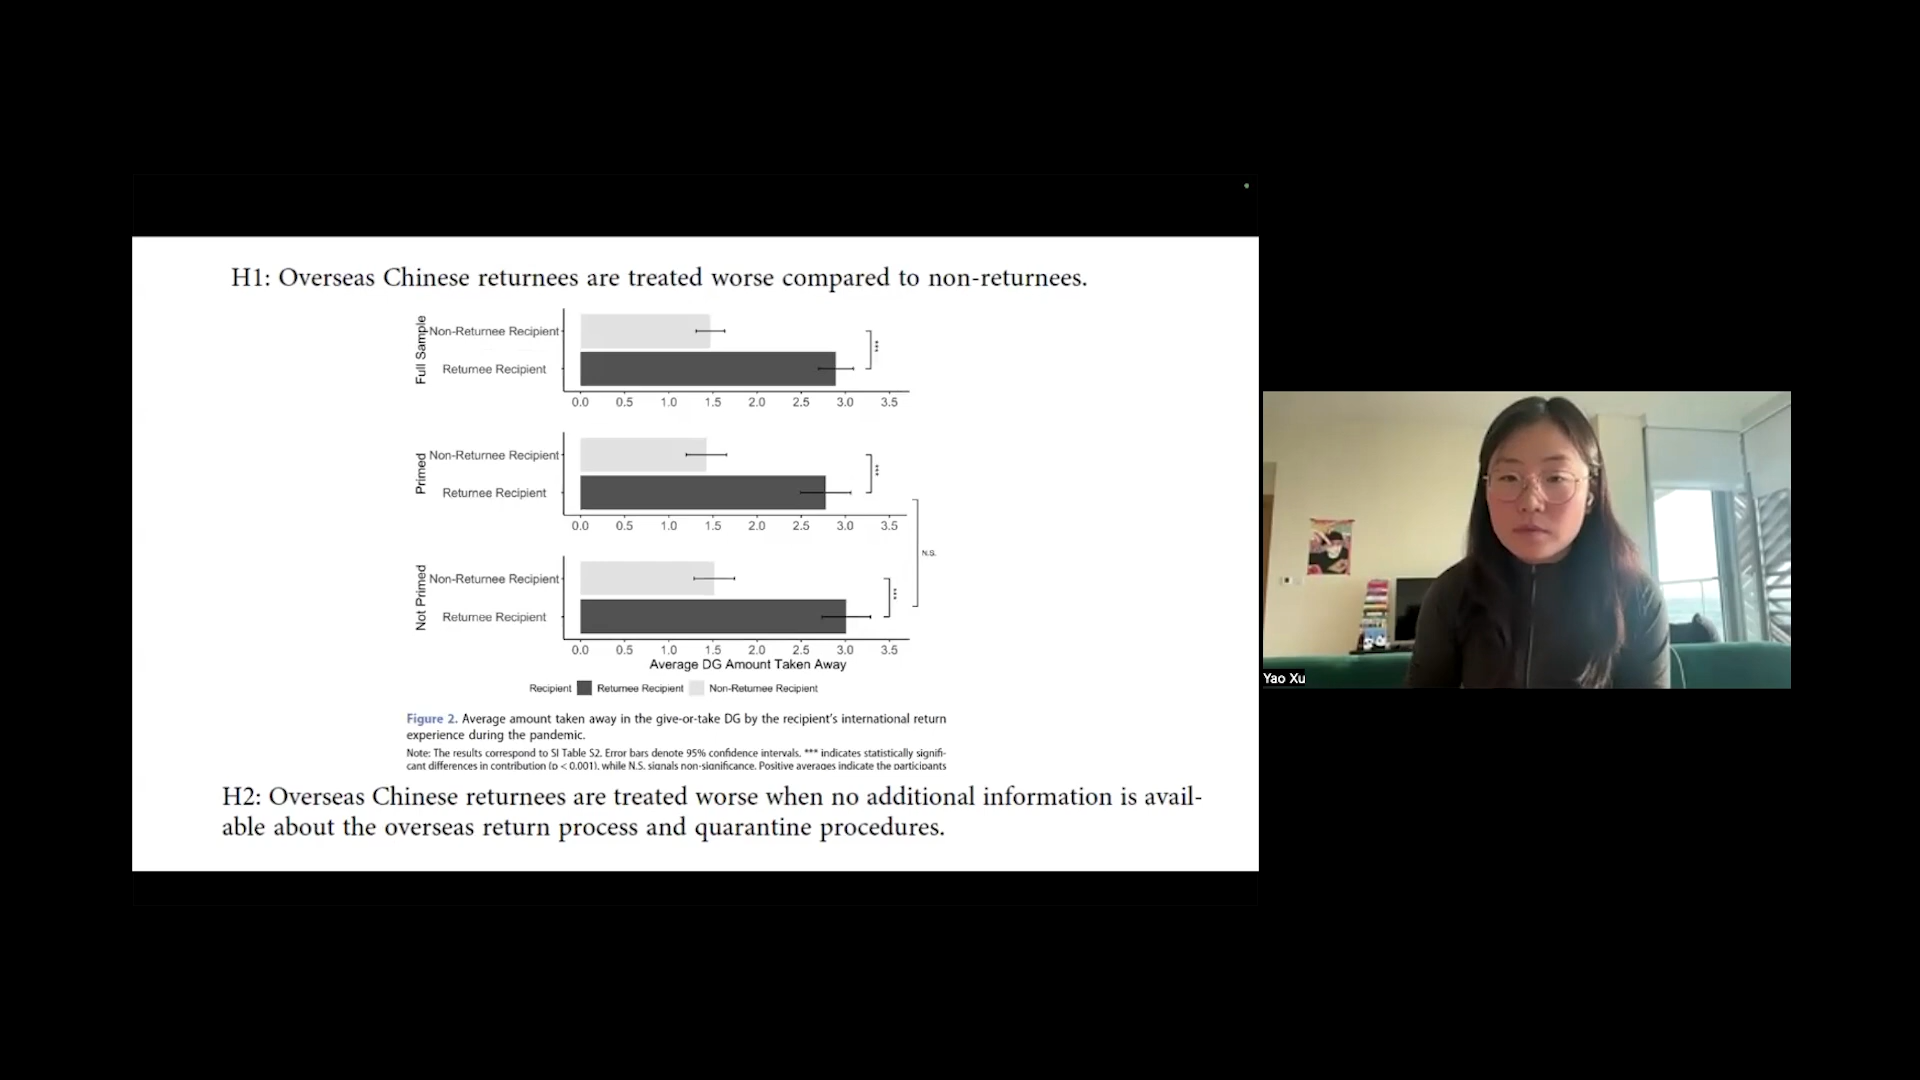 H1: Overseas Chinese returnees are treated worse compared to non-returnees.
Full Sample
Non-Returnee Recipient
Returnee Recipient
***
0.0 0.5 1.0 1.5 2.0 2.5 3.0 3.5
Primed
Non-Returnee Recipient
Returnee Recipient
***
0.0 0.5 1.0 1.5 2.0 2.5 3.0 3.5
N.S.
Not Primed
Non-Returnee Recipient
Returnee Recipient
***
0.0 0.5 1.0 1.5 2.0 2.5 3.0 3.5
Average DG Amount Taken Away
Recipient Returnee Recipient Non-Returnee Recipient
Figure 2. Average amount taken away in the give-or-take DG by the recipient's international return
experience during the pandemic.
Note: The results correspond to SI Table S2. Error bars denote 95% confidence intervals. *** indicates statistically signifi-
cant differences in contribution (p < 0.001), while N.S. signals non-significance. Positive averages indicate the participants
H2: Overseas Chinese returnees are treated worse when no additional information is avail-
able about the overseas return process and quarantine procedures.
Yao Xu